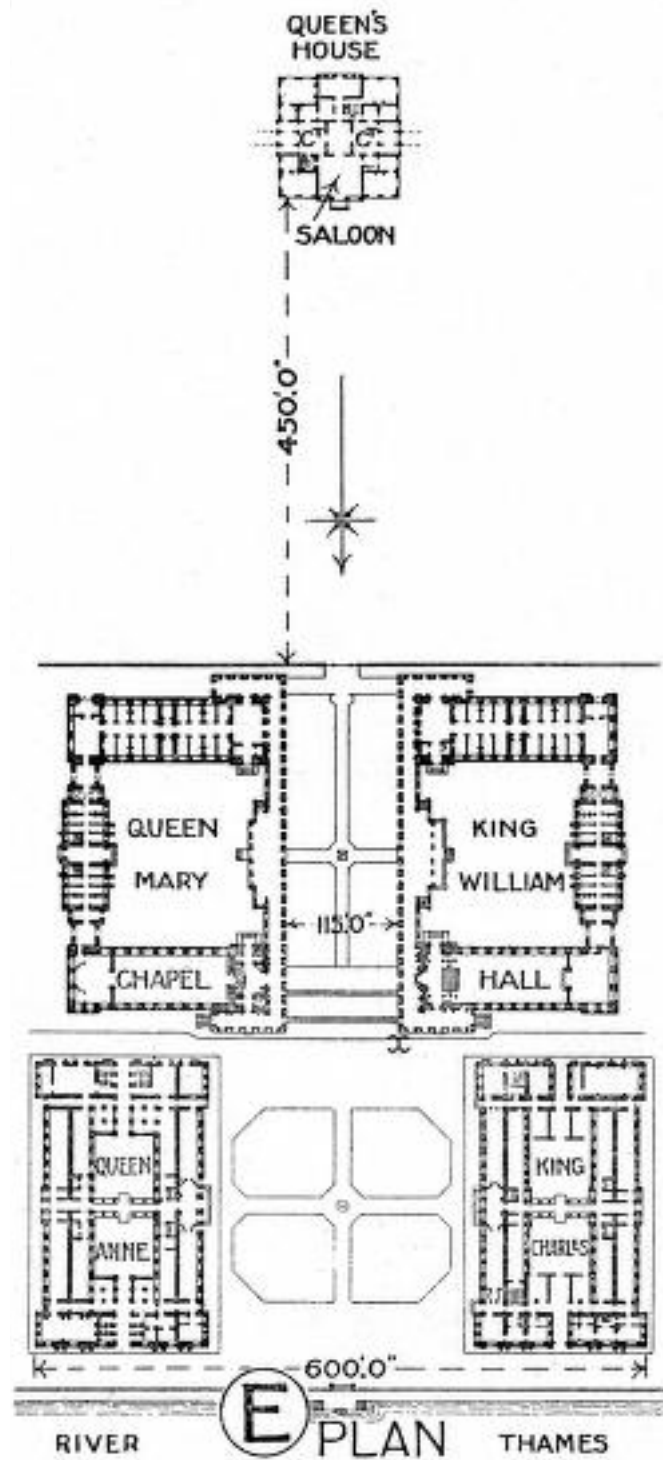 QUEEN'S
HOUSE
C C
SALOON
450'.0"
QUEEN
MARY
KING
WILLIAM
115'.0"
CHAPEL
HALL
QUEEN
ANNE
KING
CHARLES
600'.0"
E PLAN
RIVER THAMES